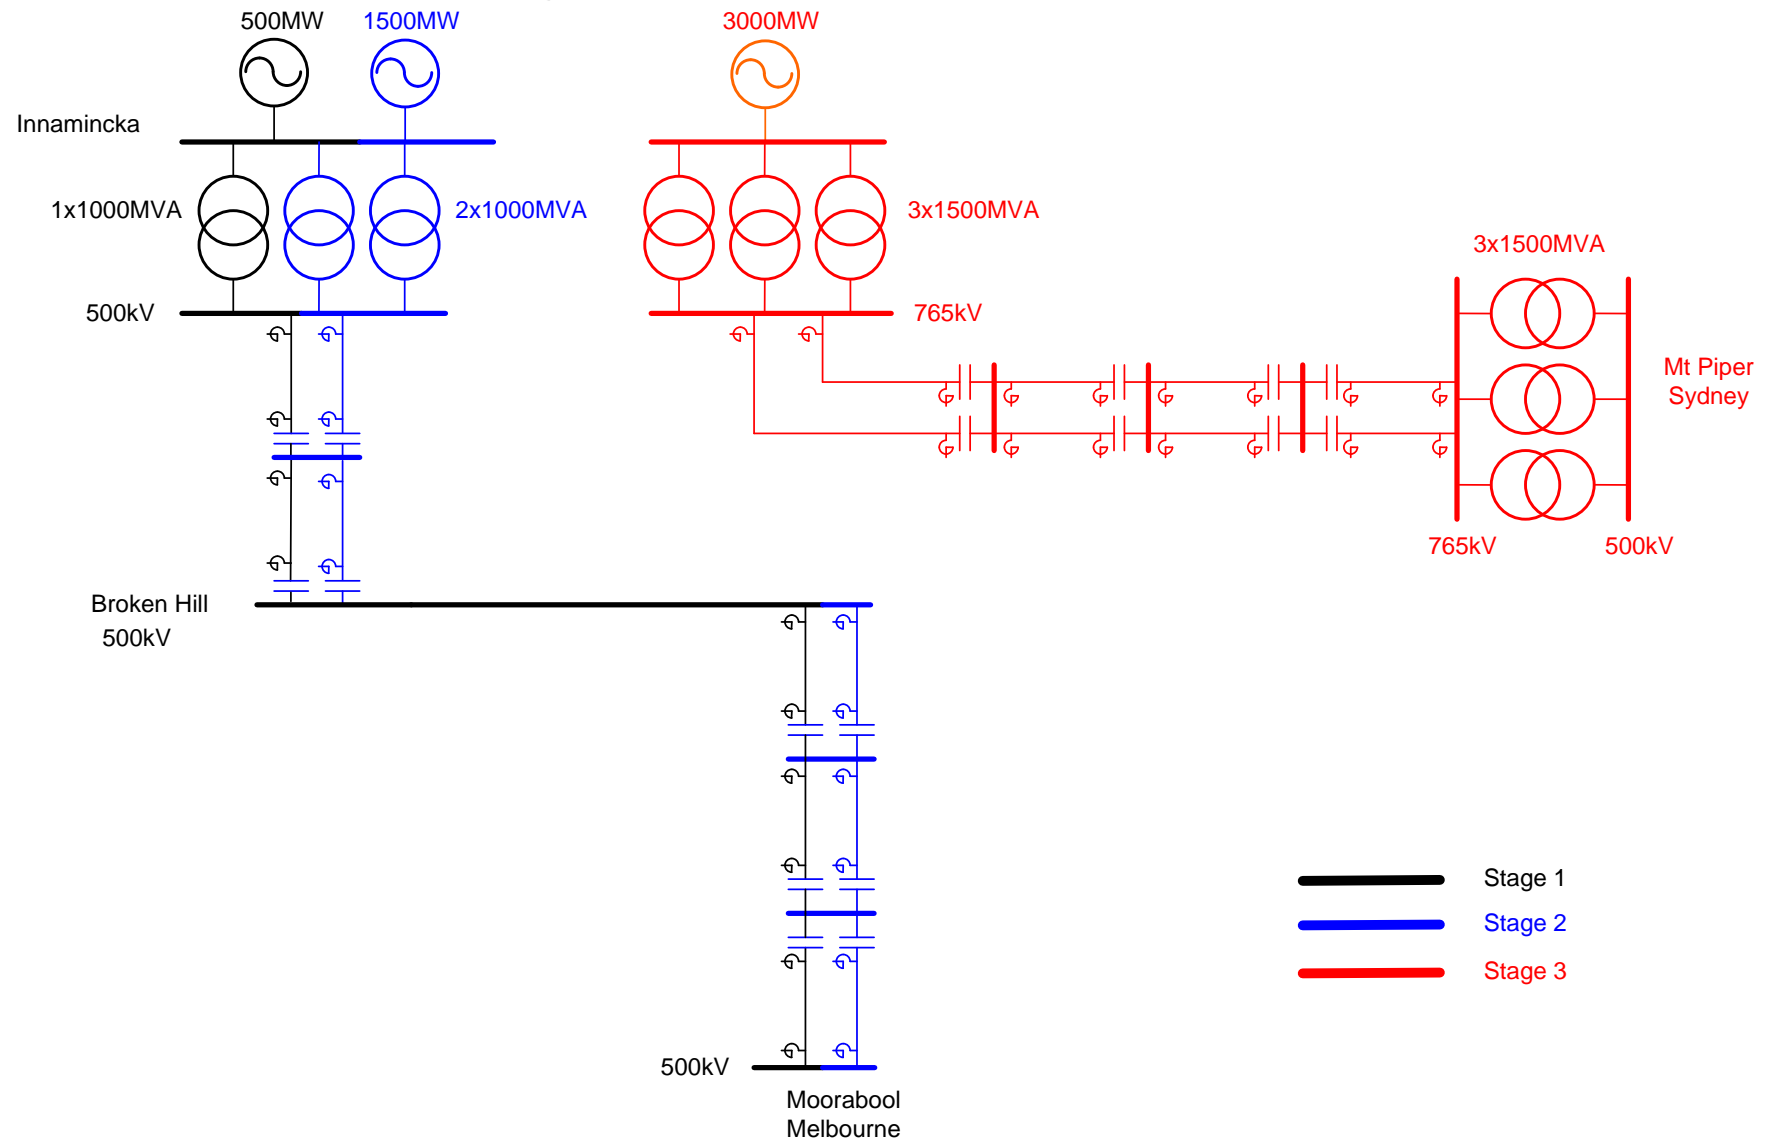 500MW
1500MW
3000MW
Innamincka
1x1000MVA
2x1000MVA
3x1500MVA
3x1500MVA
500kV
765kV
Mt Piper
Sydney
765kV
500kV
Broken Hill
500kV
Stage 1
Stage 2
Stage 3
500kV
Moorabool
Melbourne